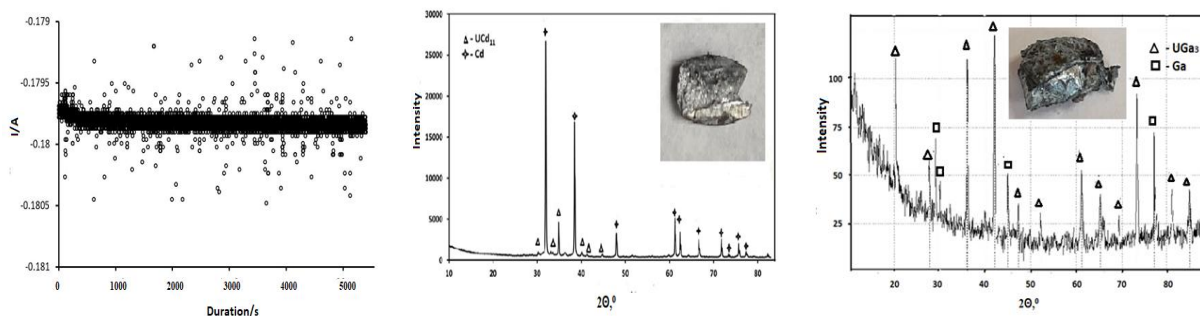 -0.179
-0.1795
-0.18
-0.1805
-0.181
I/A
0 1000 2000 3000 4000 5000
Duration/s
30000
25000
20000
15000
10000
5000
0
Intensity
10 20 30 40 50 60 70 80
2Θ,⁰
Δ - UCd₁₁
✦ - Cd
100
75
50
25
Intensity
20 30 40 50 60 70 80
2Θ,⁰
Δ - UGa₃
□ - Ga